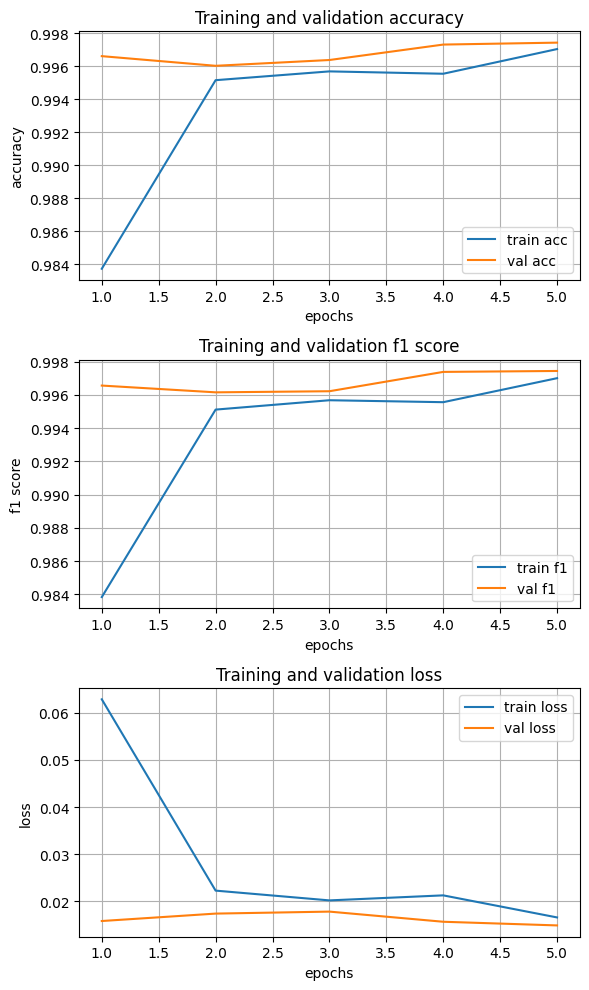 Training and validation accuracy
0.998
0.996
0.994
0.992
0.990
0.988
0.986
0.984
accuracy
train acc
val acc
1.0 1.5 2.0 2.5 3.0 3.5 4.0 4.5 5.0
epochs
Training and validation f1 score
0.998
0.996
0.994
0.992
0.990
0.988
0.986
0.984
f1 score
train f1
val f1
1.0 1.5 2.0 2.5 3.0 3.5 4.0 4.5 5.0
epochs
Training and validation loss
0.06
0.05
0.04
0.03
0.02
loss
train loss
val loss
1.0 1.5 2.0 2.5 3.0 3.5 4.0 4.5 5.0
epochs